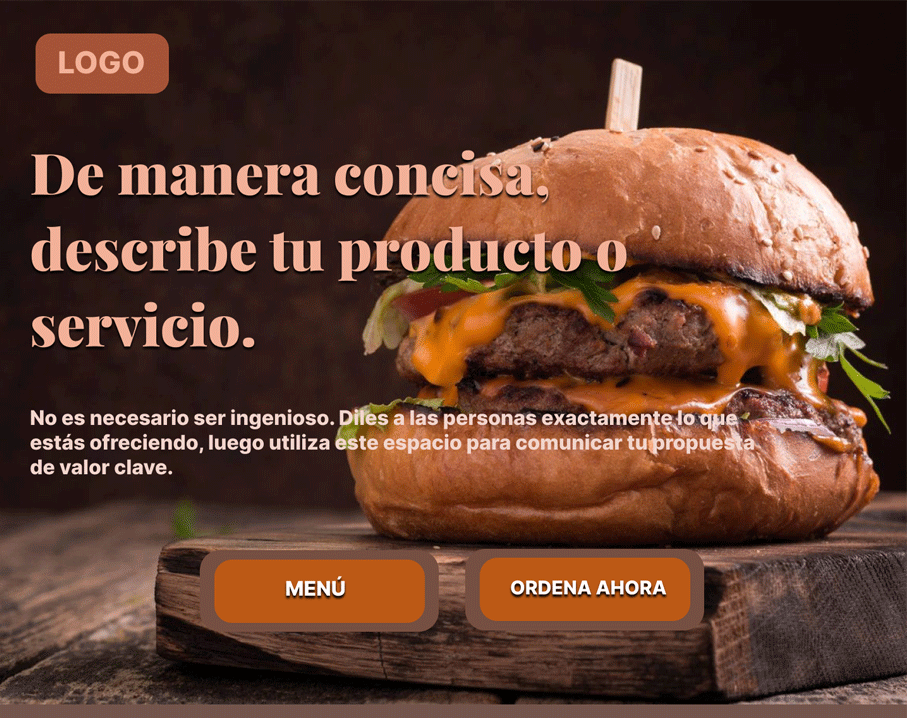 LOGO
De manera concisa,
describe tu producto o
servicio.
No es necesario ser ingenioso. Diles a las personas exactamente lo que
estás ofreciendo, luego utiliza este espacio para comunicar tu propuesta
de valor clave.
MENÚ
ORDENA AHORA